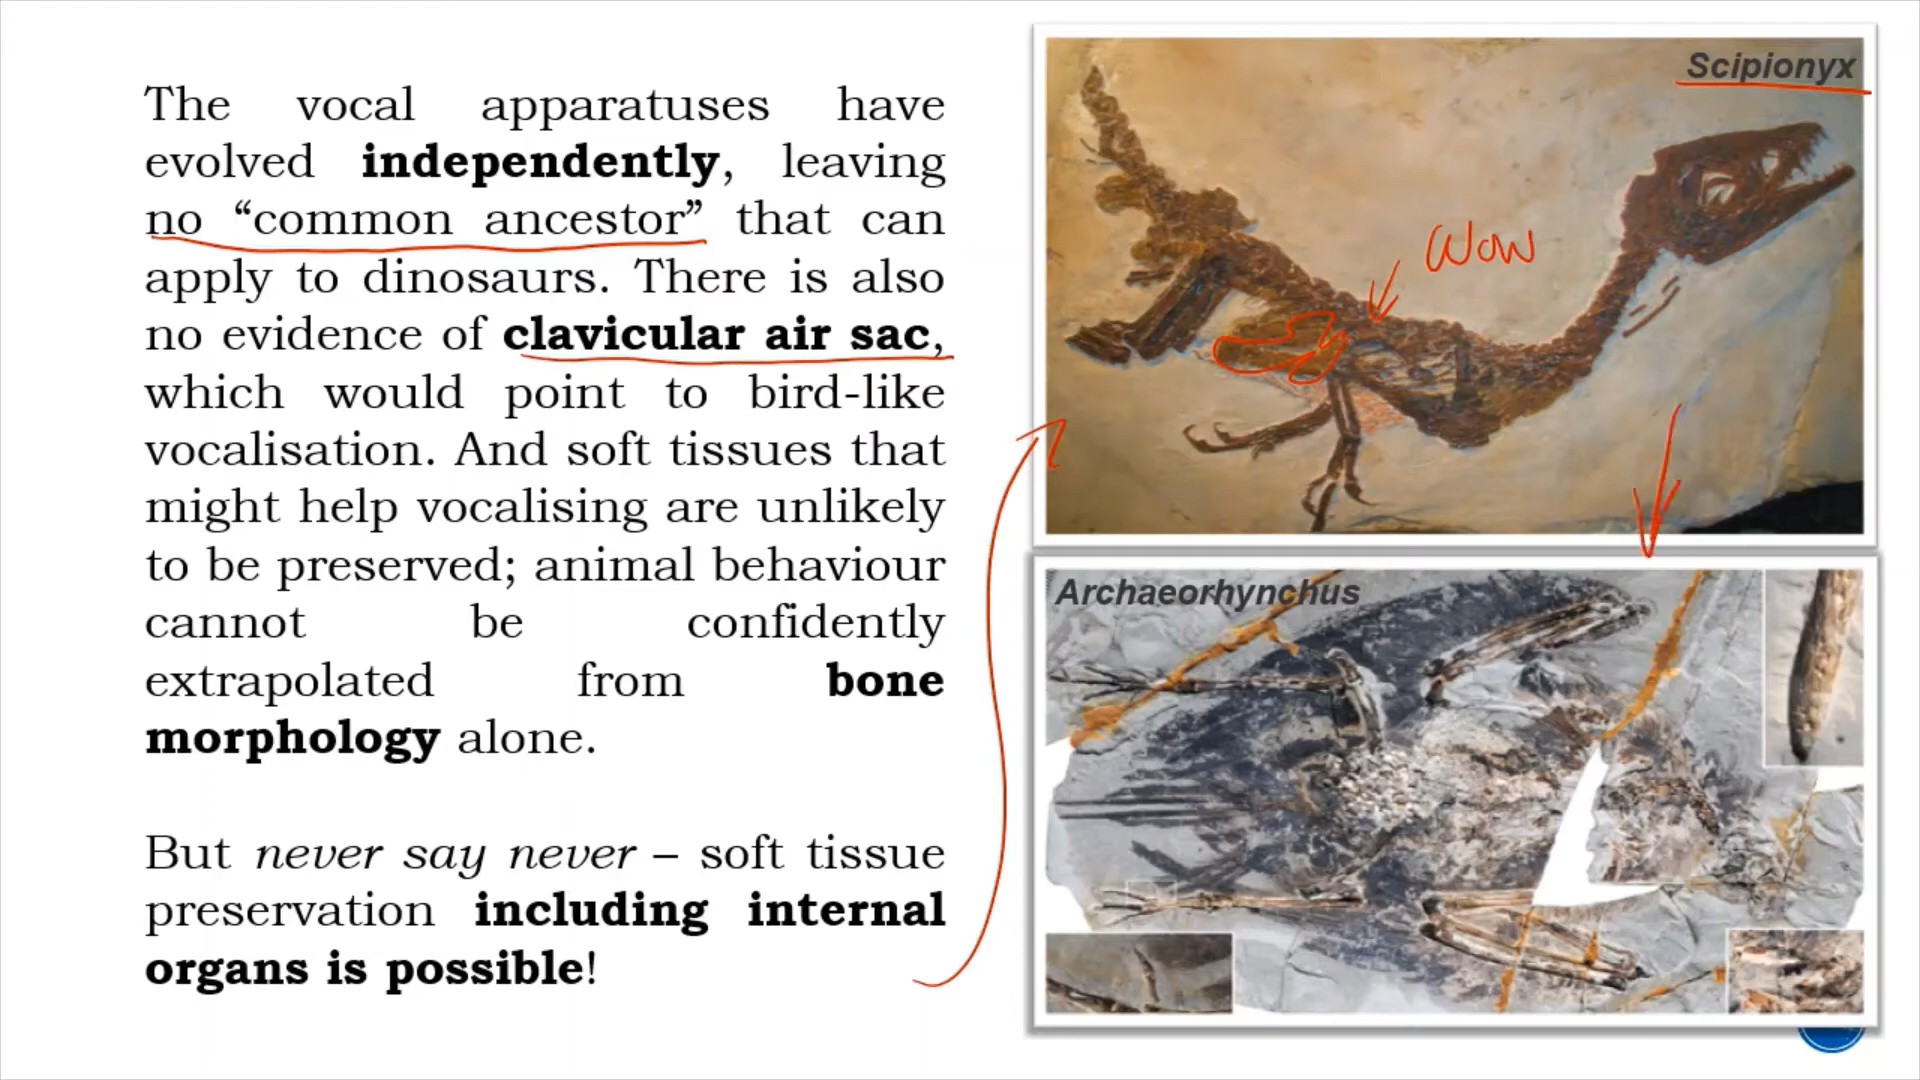 The vocal apparatuses have
evolved independently, leaving
no “common ancestor” that can
apply to dinosaurs. There is also
no evidence of clavicular air sac,
which would point to bird-like
vocalisation. And soft tissues that
might help vocalising are unlikely
to be preserved; animal behaviour
cannot be confidently
extrapolated from bone
morphology alone.
But never say never – soft tissue
preservation including internal
organs is possible!
Scipionyx
Wow
Archaeorhynchus